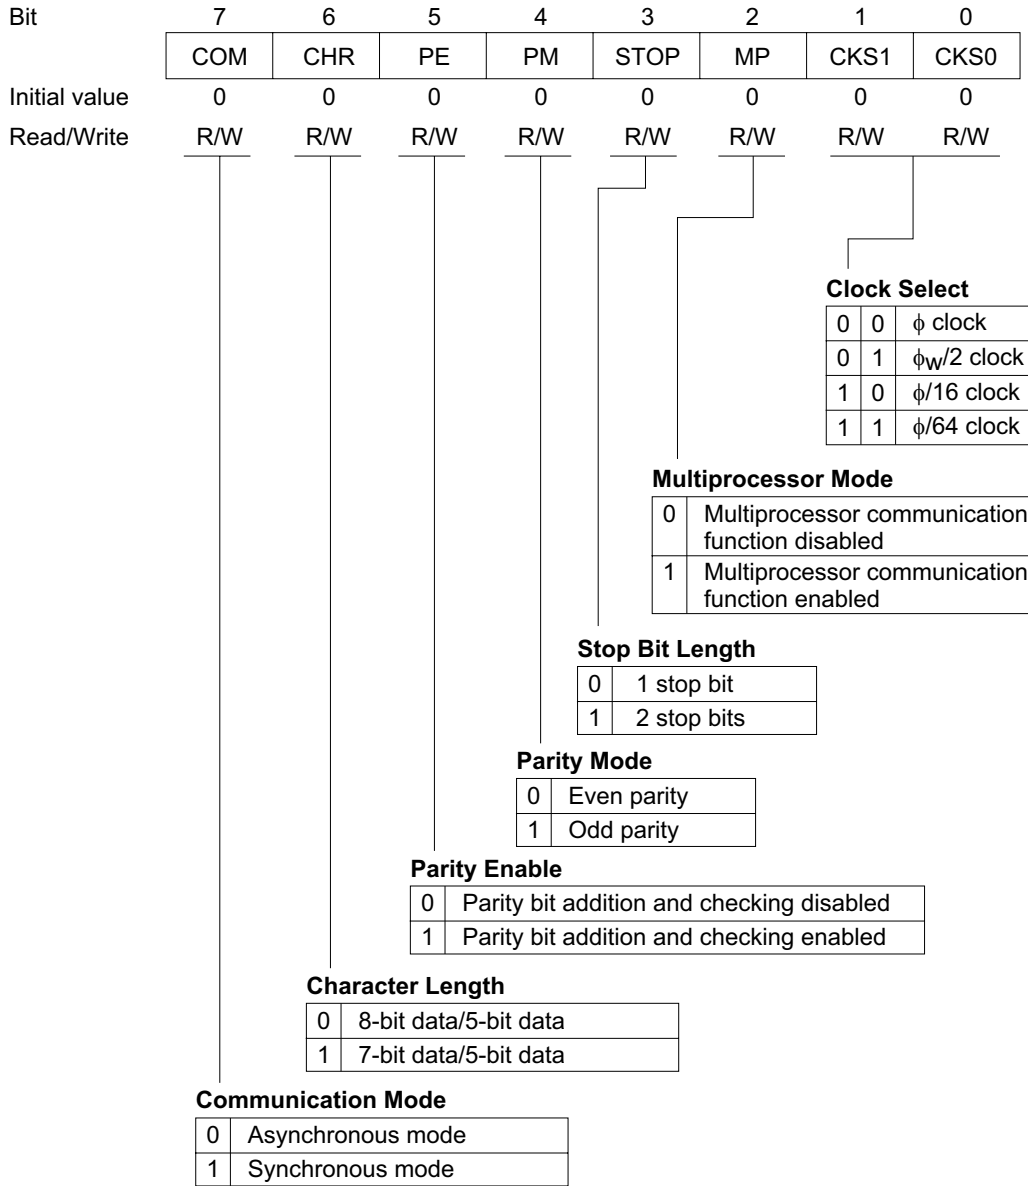 Bit 7 6 5 4 3 2 1 0
COM CHR PE PM STOP MP CKS1 CKS0
Initial value 0 0 0 0 0 0 0 0
Read/Write R/W R/W R/W R/W R/W R/W R/W R/W
Clock Select
0 0 ϕ clock
0 1 ϕW/2 clock
1 0 ϕ/16 clock
1 1 ϕ/64 clock
Multiprocessor Mode
0 Multiprocessor communication
function disabled
1 Multiprocessor communication
function enabled
Stop Bit Length
0 1 stop bit
1 2 stop bits
Parity Mode
0 Even parity
1 Odd parity
Parity Enable
0 Parity bit addition and checking disabled
1 Parity bit addition and checking enabled
Character Length
0 8-bit data/5-bit data
1 7-bit data/5-bit data
Communication Mode
0 Asynchronous mode
1 Synchronous mode